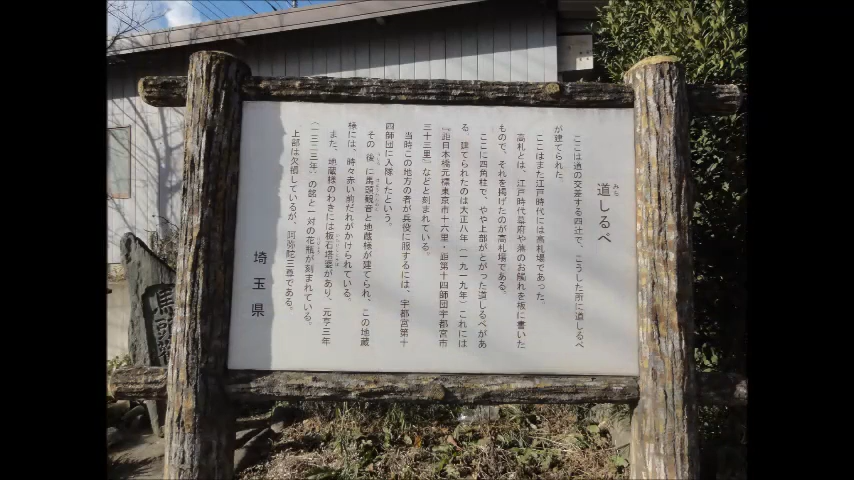 道しるべ
みち
ここは道の交差する四辻で、こうした所に道しるべ
が建てられた。
ここはまた江戸時代には高札場であった。
高札とは、江戸時代幕府や藩のお触れを板に書いた
もので、それを掲げたのが高札場である。
ここに四角柱で、やや上部がとがった道しるべがあ
る。建てられたのは大正八年(一九一九年)これには
『距日本橋元標東京市十六里・距第十四師団宇都宮市
三十三里』などと刻まれている。
当時この地方の者が兵役に服するには、宇都宮第十
四師団に入隊したという。
その後に馬頭観音と地蔵様が建てられ、この地蔵
様には、時々赤い前だれがかけられている。
また、地蔵様のわきには板石塔婆があり、元亨三年
(一三二三年)の銘と一対の花瓶が刻まれている。
上部は欠損しているが、阿弥陀三尊である。
埼玉県
馬頭